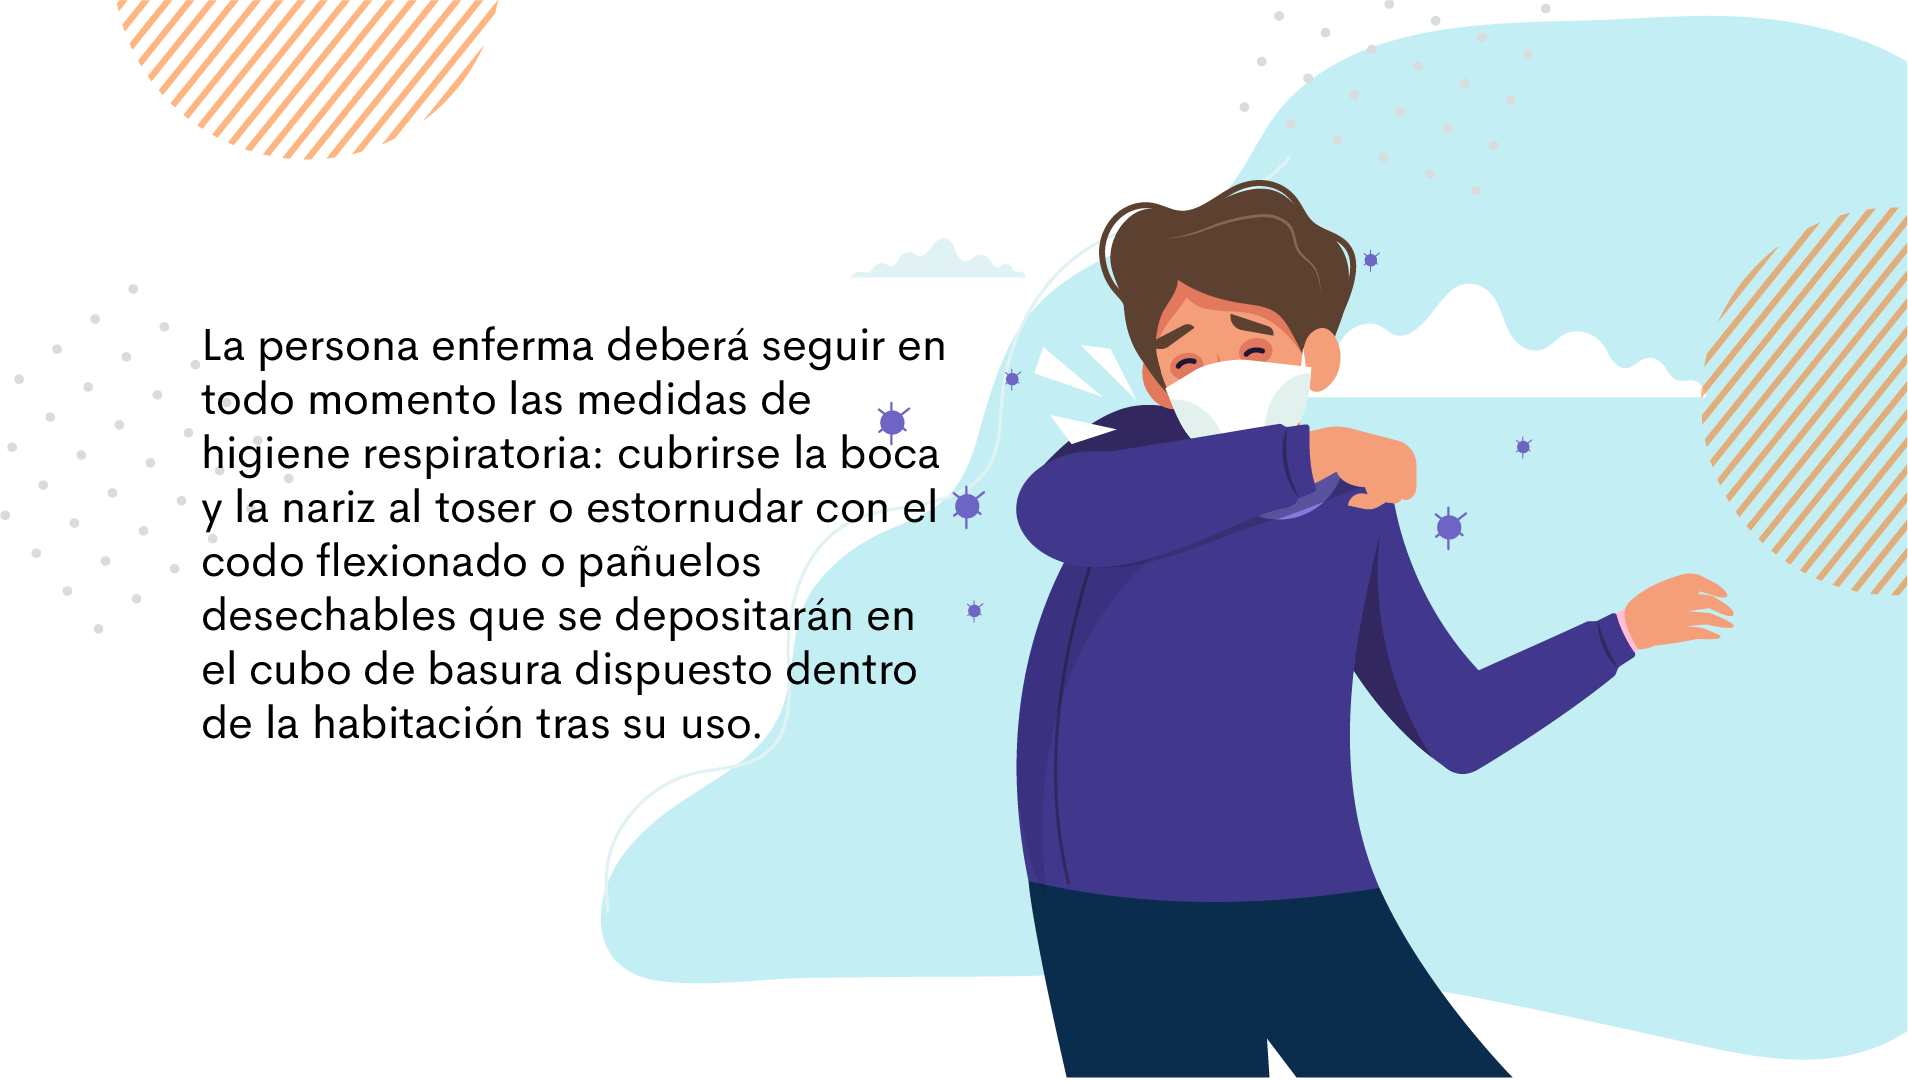 La persona enferma deberá seguir en
todo momento las medidas de
higiene respiratoria: cubrirse la boca
y la nariz al toser o estornudar con el
codo flexionado o pañuelos
desechables que se depositarán en
el cubo de basura dispuesto dentro
de la habitación tras su uso.